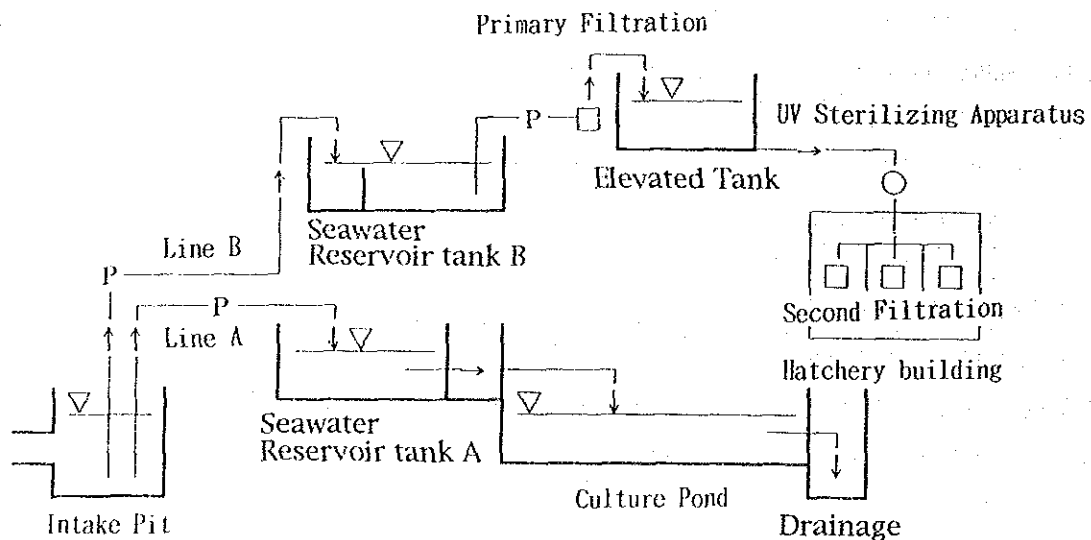 Primary Filtration
P
UV Sterilizing Apparatus
Elevated Tank
Seawater
Reservoir tank B
Line B
P
P
Line A
Second Filtration
Hatchery building
Seawater
Reservoir tank A
Culture Pond
Intake Pit
Drainage